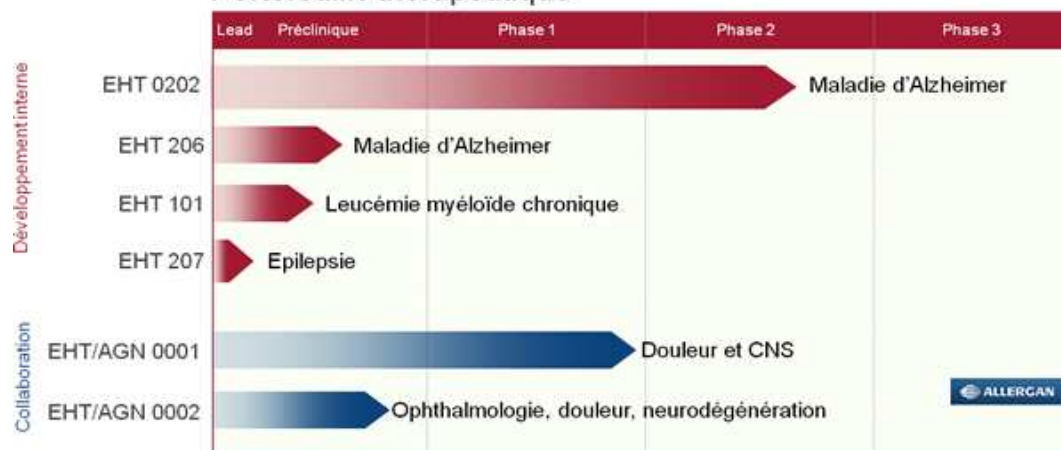 Lead Préclinique Phase 1 Phase 2 Phase 3
Développement interne
EHT 0202 Maladie d'Alzheimer
EHT 206 Maladie d'Alzheimer
EHT 101 Leucémie myéloïde chronique
EHT 207 Epilepsie
Collaboration
EHT/AGN 0001 Douleur et CNS
EHT/AGN 0002 Ophthalmologie, douleur, neurodégénération
ALLERGAN